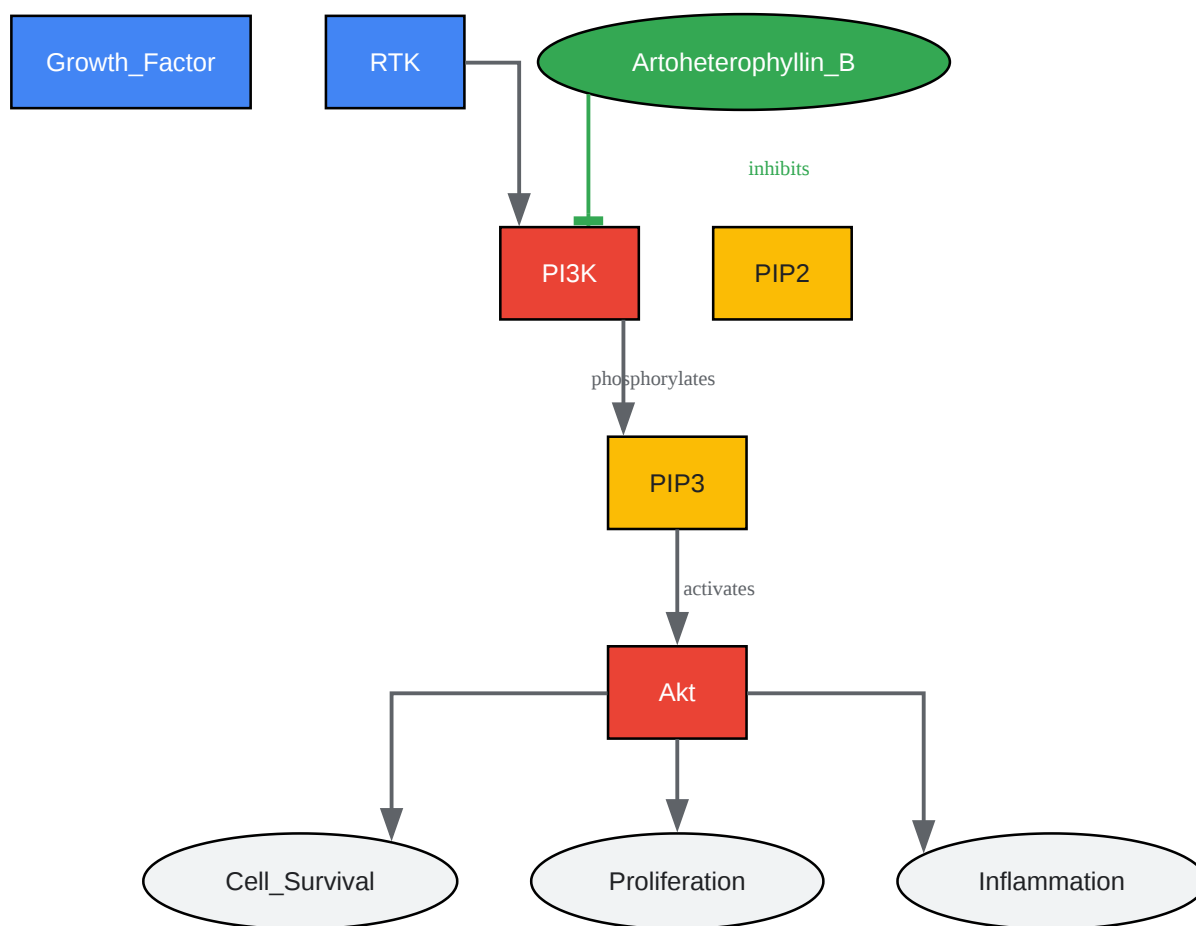 Growth_Factor
RTK
Artoheterophyllin_B
inhibits
PI3K
PIP2
phosphorylates
PIP3
activates
Akt
Cell_Survival
Proliferation
Inflammation